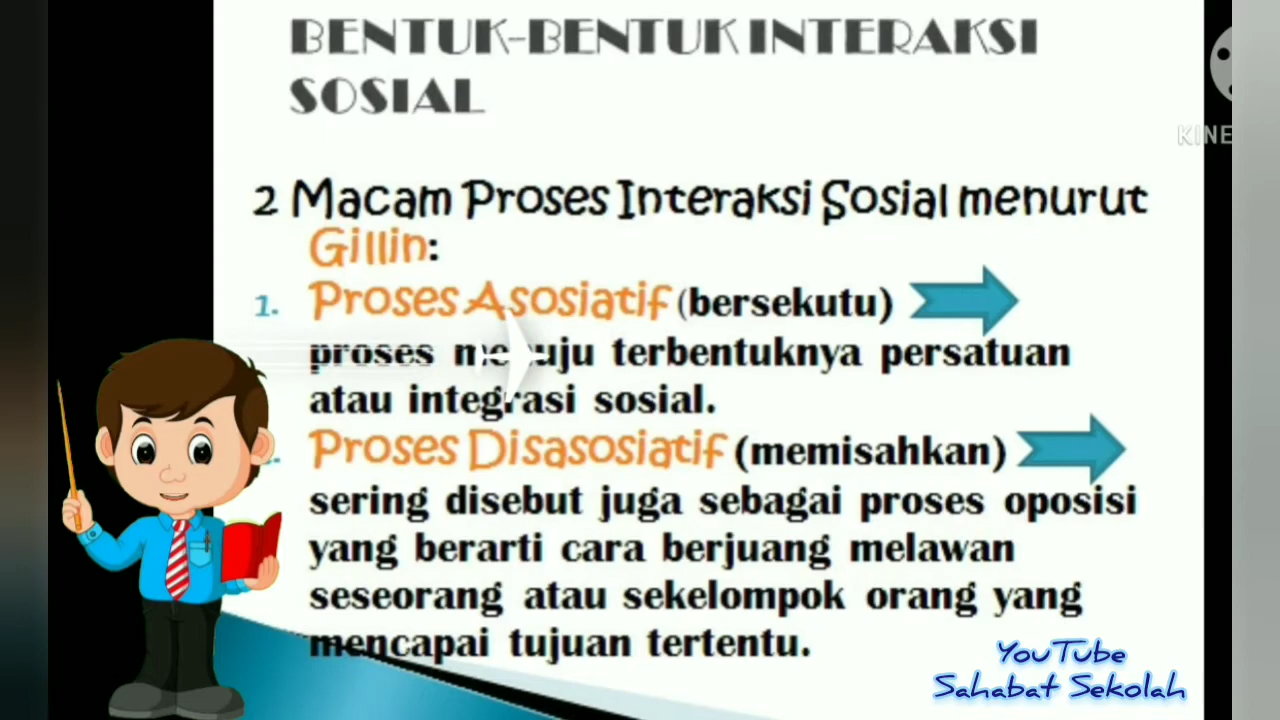 BENTUK-BENTUK INTERAKSI
SOSIAL
KINE
2 Macam Proses Interaksi Sosial menurut
Gillin:
1. Proses Asosiatif (bersekutu)
proses menuju terbentuknya persatuan
atau integrasi sosial.
Proses Disasosiatif (memisahkan)
sering disebut juga sebagai proses oposisi
yang berarti cara berjuang melawan
seseorang atau sekelompok orang yang
mencapai tujuan tertentu.
YouTube
Sahabat Sekolah